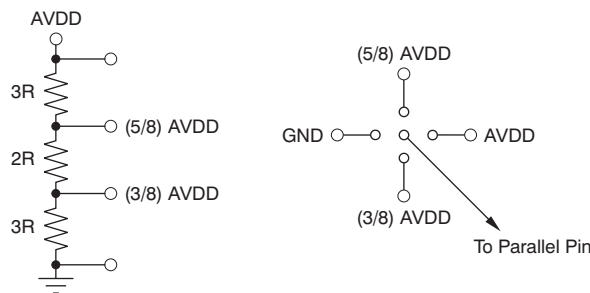 AVDD
3R
(5/8) AVDD
2R
(3/8) AVDD
3R
(5/8) AVDD
GND
AVDD
(3/8) AVDD
To Parallel Pin